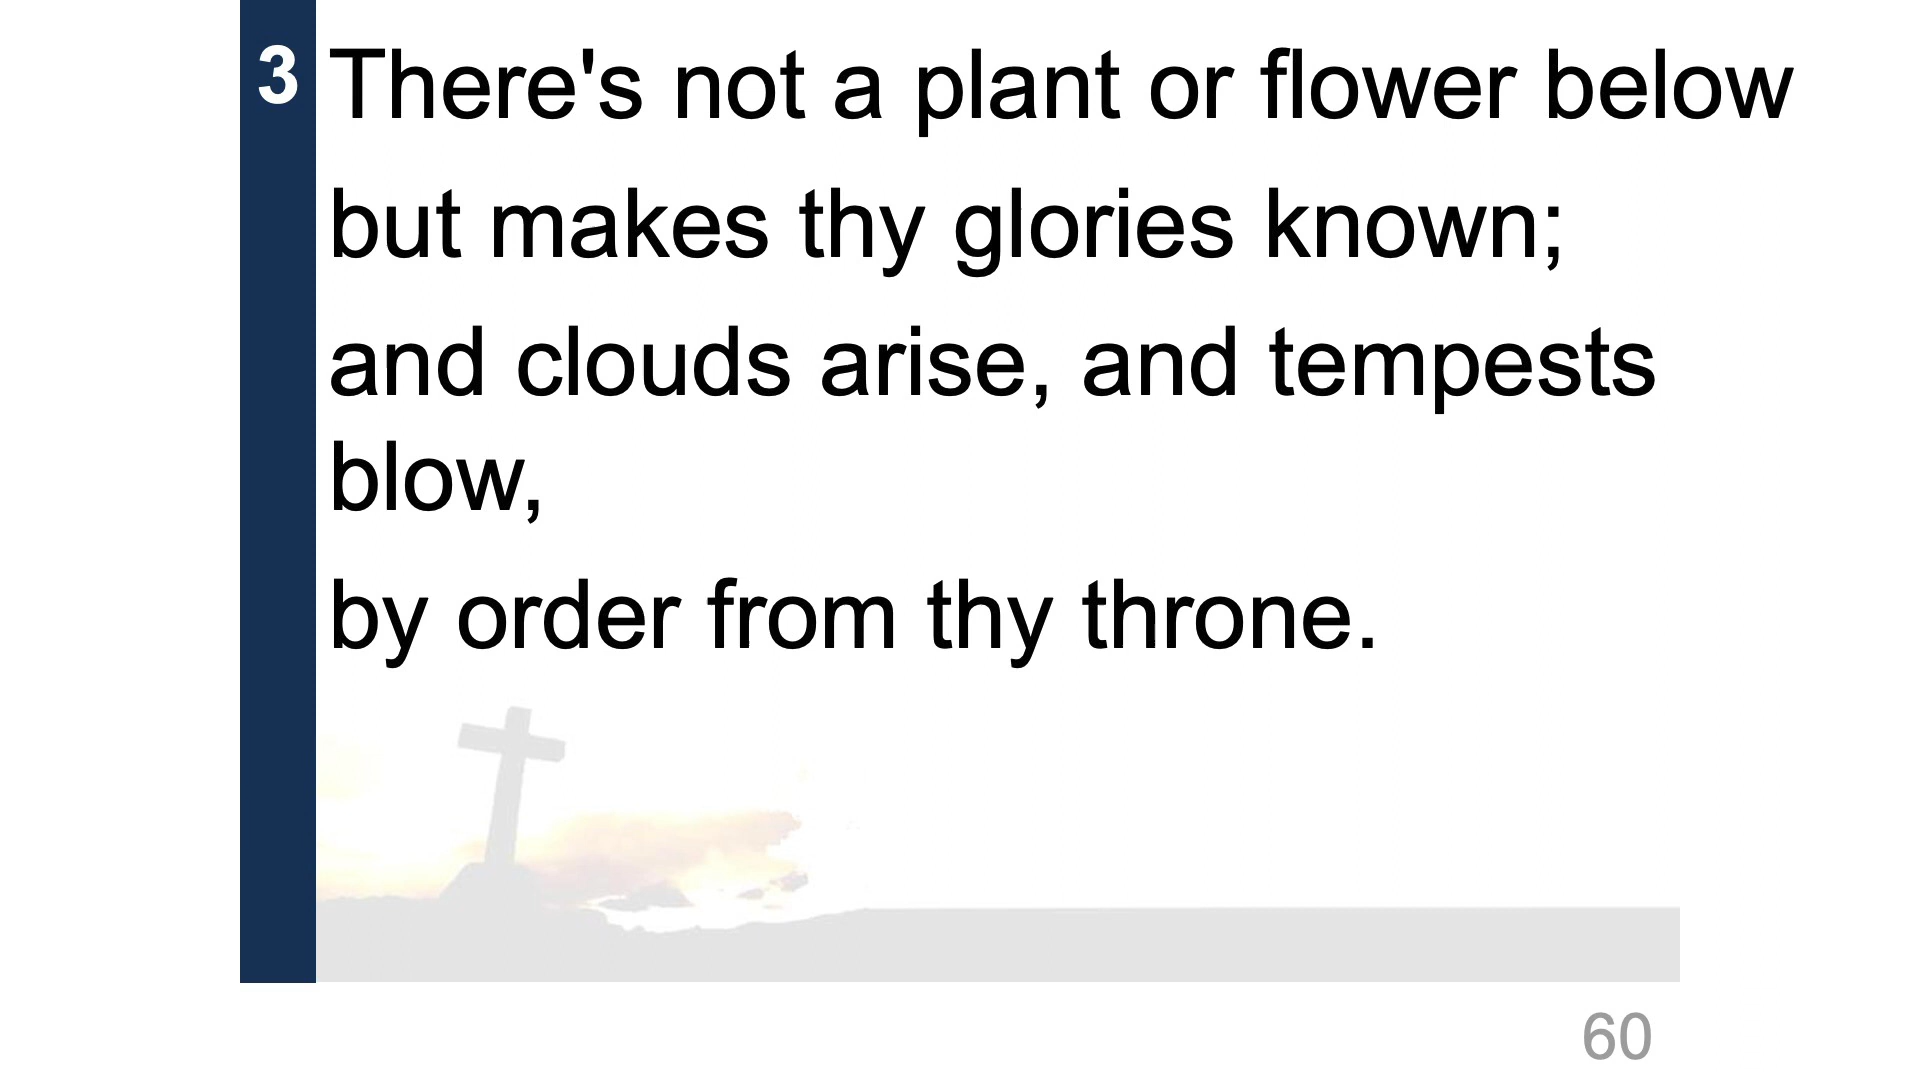 3 There's not a plant or flower below
but makes thy glories known;
and clouds arise, and tempests
blow,
by order from thy throne.
60